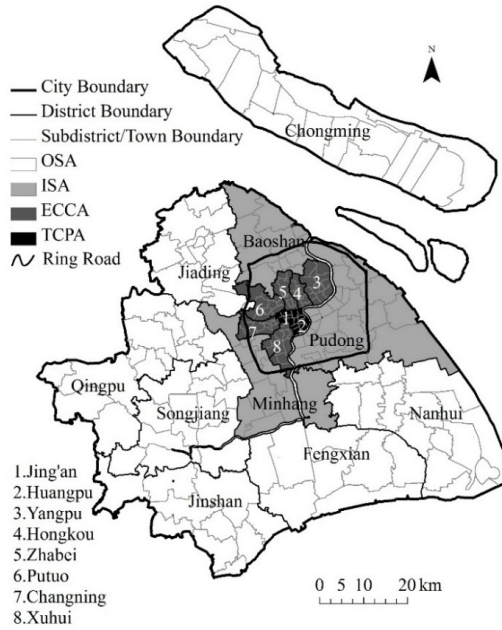 N
City Boundary
District Boundary
Subdistrict/Town Boundary
OSA
ISA
ECCA
TCPA
Ring Road
Chongming
Baoshan
Jiading
5 4 3
6
1 2
7
8
Pudong
Qingpu
Songjiang
Minhang
Nanhui
Fengxian
Jinshan
1.Jing'an
2.Huangpu
3.Yangpu
4.Hongkou
5.Zhabei
6.Putuo
7.Changning
8.Xuhui
0 5 10 20 km